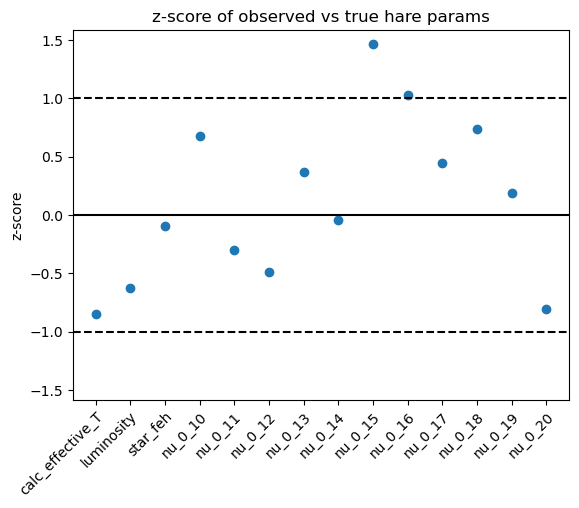 z-score of observed vs true hare params
z-score
1.5
1.0
0.5
0.0
−0.5
−1.0
−1.5
calc_effective_T
luminosity
star_feh
nu_0_10
nu_0_11
nu_0_12
nu_0_13
nu_0_14
nu_0_15
nu_0_16
nu_0_17
nu_0_18
nu_0_19
nu_0_20